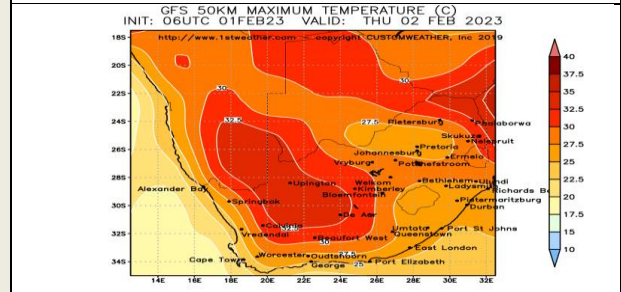 GFS 50KM MAXIMUM TEMPERATURE (C)
INIT: 06UTC 01FEB23 VALID: THU 02 FEB 2023
http://www.1stweather.com copyright CUSTOMWEATHER, Inc 2019
18S
20S
22S
24S
26S
28S
30S
32S
34S
30
30
32.5
27.5
30
27.5
25
Pietersburg
Phalaborwa
Skukuza
Nelspruit
Pretoria
Johannesburg
Ermelo
Vryburg
Potchefstroom
Alexander Bay
Upington
Welkom
Kimberley
Bethlehem
Ulundi
Ladysmith
Richards B
Bloemfontein
Springbok
Pietermaritzburg
De Aar
Durban
Calvinia
Vredendal
Beaufort West
Umtata
Port St Johns
Queenstown
East London
Cape Town
Worcester
Oudtshoorn
George
Port Elizabeth
14E 16E 18E 20E 22E 24E 26E 28E 30E 32E
40
37.5
35
32.5
30
27.5
25
22.5
20
17.5
15
10